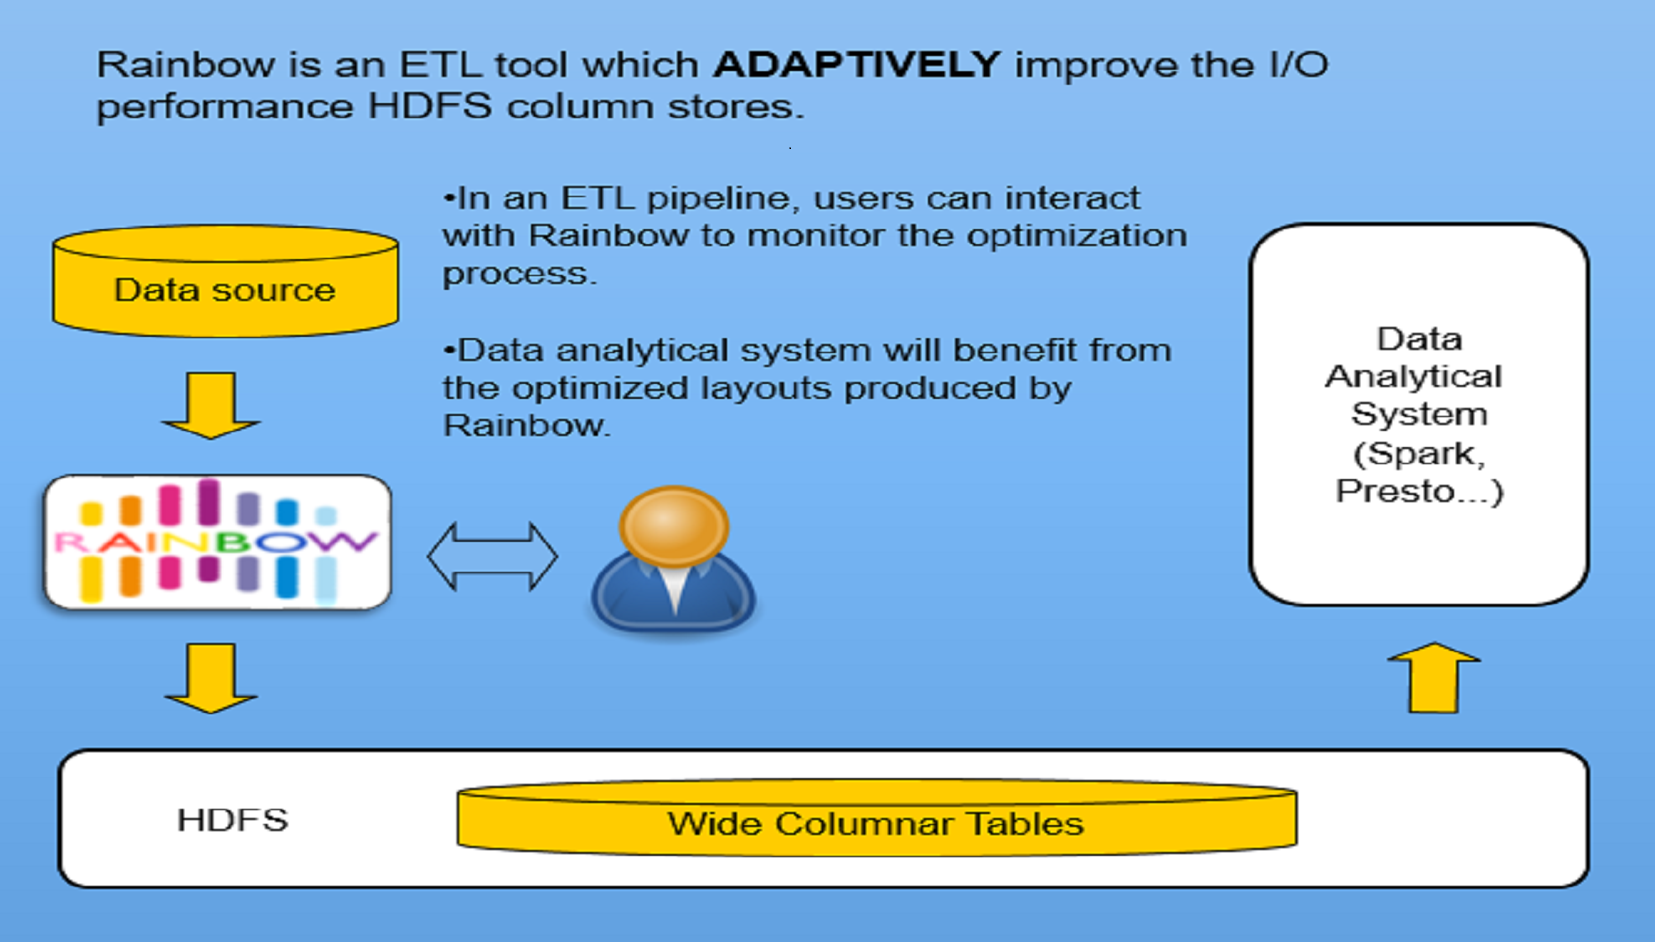 Rainbow is an ETL tool which ADAPTIVELY improve the I/O
performance HDFS column stores.
•In an ETL pipeline, users can interact
with Rainbow to monitor the optimization
process.
•Data analytical system will benefit from
the optimized layouts produced by
Rainbow.
Data source
RAINBOW
Data
Analytical
System
(Spark,
Presto...)
HDFS
Wide Columnar Tables